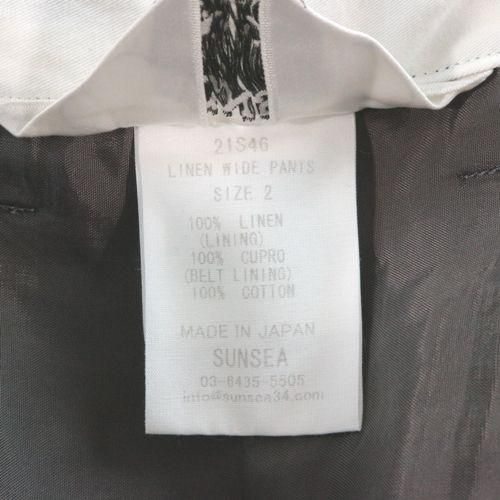 21S46
LINEN WIDE PANTS
SIZE 2
100% LINEN
(LINING)
100% CUPRO
(BELT LINING)
100% COTTON
MADE IN JAPAN
SUNSEA
03-6435-5505
info@sunsea34.com